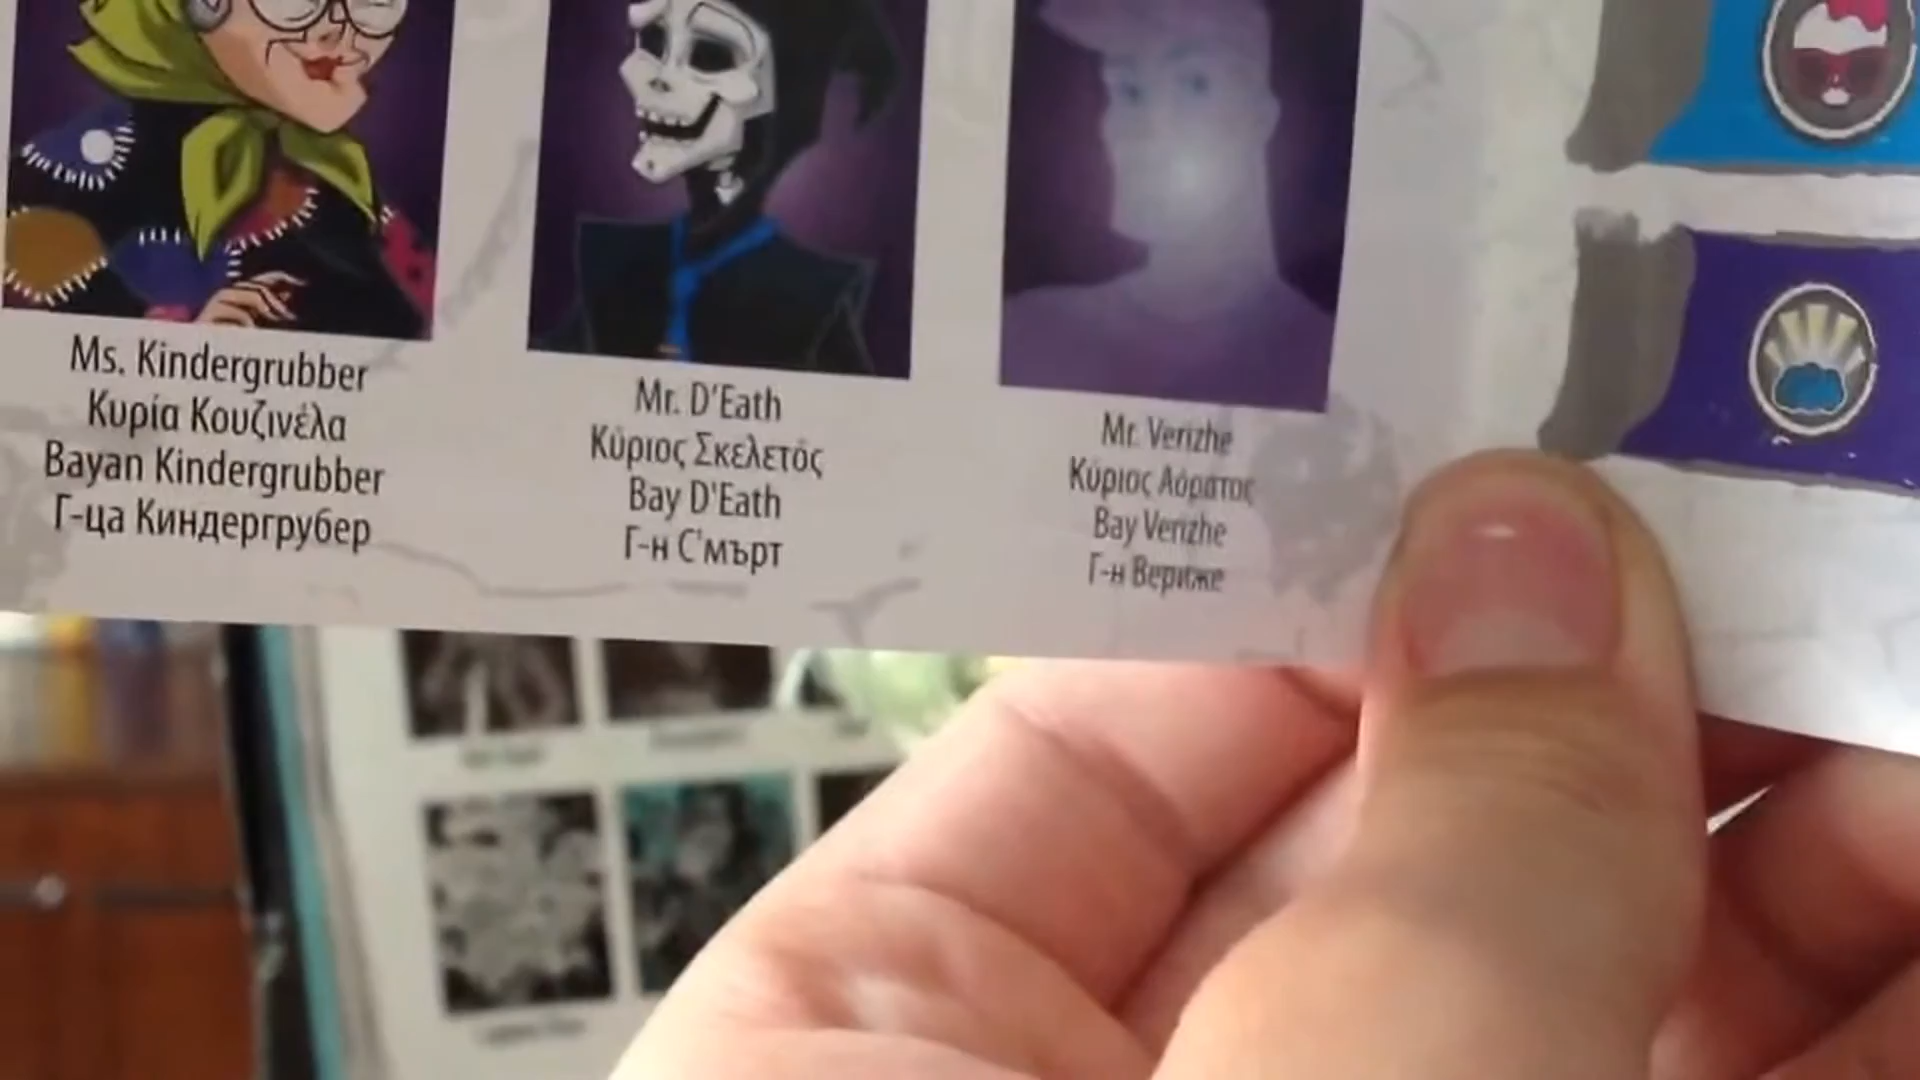 Ms. Kindergrubber
Κυρία Κουζινέλα
Bayan Kindergrubber
Г-ца Киндергрубер
Mr. D'Eath
Κύριος Σκελετός
Bay D'Eath
Г-н С'мърт
Mr. Verizhe
Κύριος Αόρατος
Bay Verizhe
Г-н Вериже